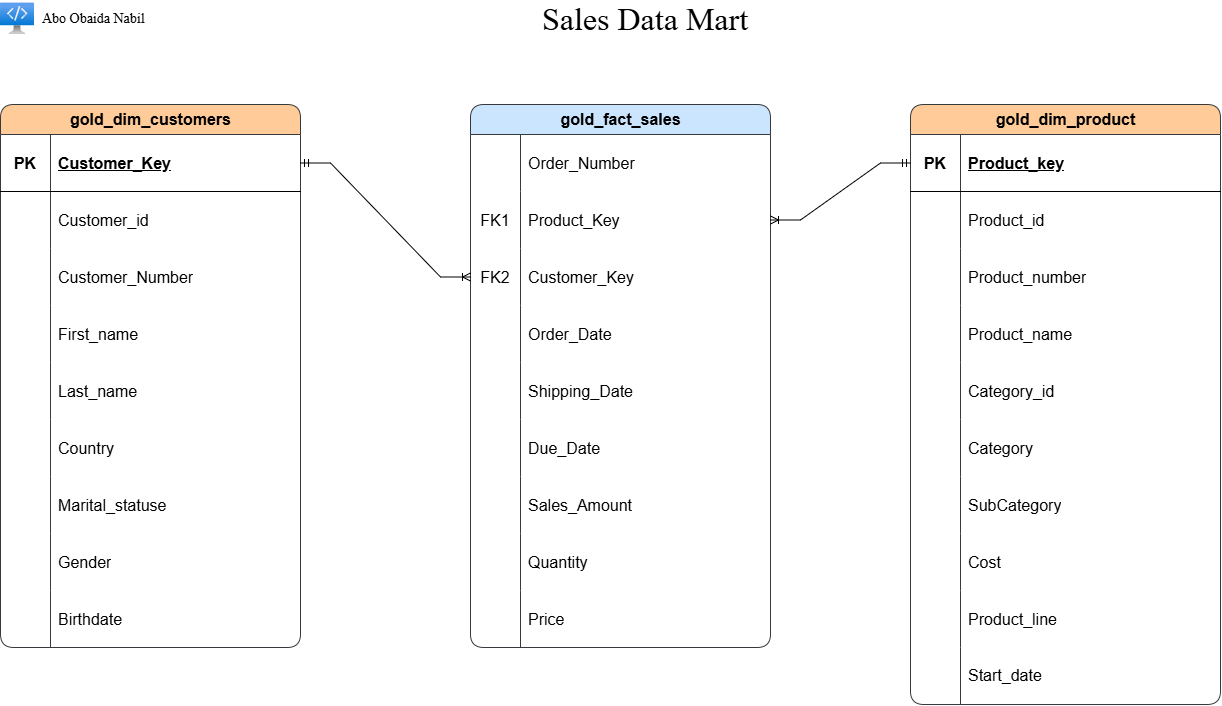 </> Abo Obaida Nabil
Sales Data Mart
gold_dim_customers
PK Customer_Key
Customer_id
Customer_Number
First_name
Last_name
Country
Marital_statuse
Gender
Birthdate
gold_fact_sales
Order_Number
FK1 Product_Key
FK2 Customer_Key
Order_Date
Shipping_Date
Due_Date
Sales_Amount
Quantity
Price
gold_dim_product
PK Product_key
Product_id
Product_number
Product_name
Category_id
Category
SubCategory
Cost
Product_line
Start_date